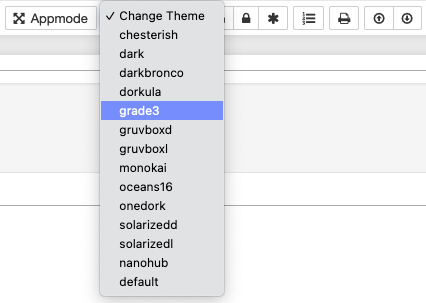 Appmode
✓ Change Theme
chesterish
dark
darkbronco
dorkula
grade3
gruvboxd
gruvboxl
monokai
oceans16
onedork
solarizedd
solarizedl
nanohub
default